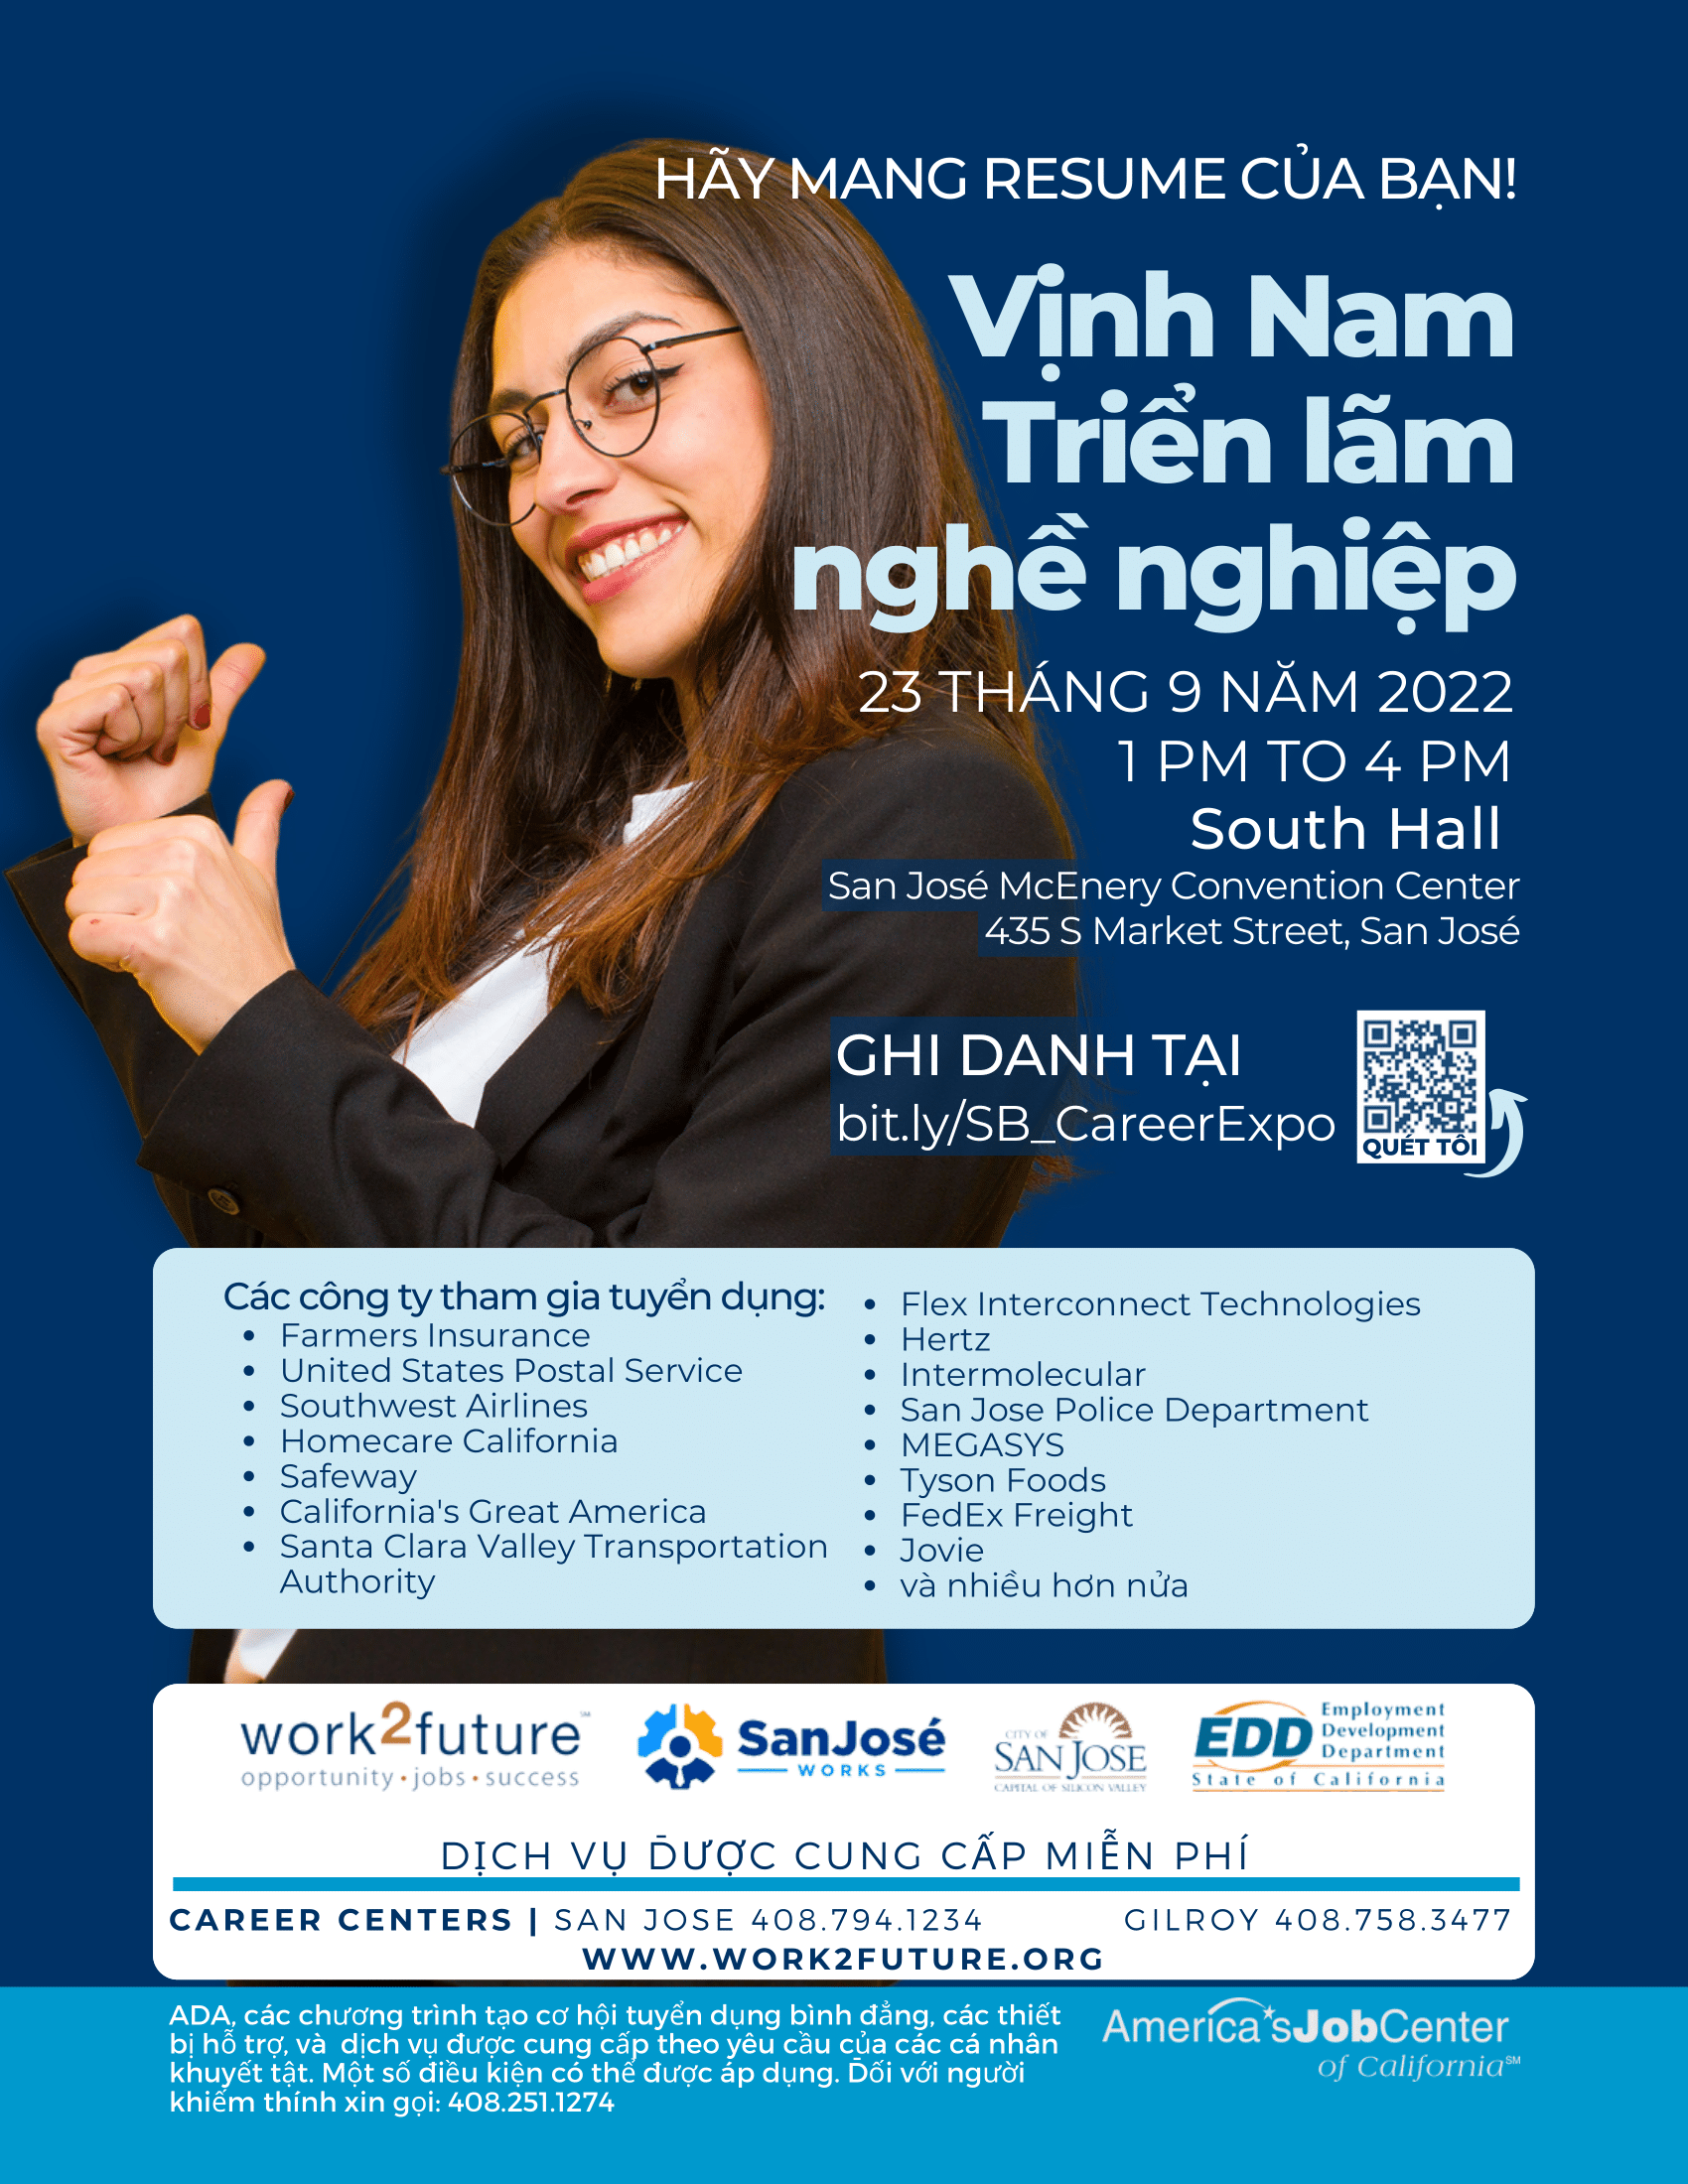 HÃY MANG RESUME CỦA BẠN!
Vịnh Nam
Triển lãm
nghề nghiệp
23 THÁNG 9 NĂM 2022
1 PM TO 4 PM
South Hall
San José McEnery Convention Center
435 S Market Street, San José
GHI DANH TẠI
bit.ly/SB_CareerExpo
QUÉT TÔI
Các công ty tham gia tuyển dụng:
• Farmers Insurance
• United States Postal Service
• Southwest Airlines
• Homecare California
• Safeway
• California's Great America
• Santa Clara Valley Transportation
Authority
• Flex Interconnect Technologies
• Hertz
• Intermolecular
• San Jose Police Department
• MEGASYS
• Tyson Foods
• FedEx Freight
• Jovie
• và nhiều hơn nửa
work2future℠
opportunity • jobs • success
SanJosé
WORKS
CITY OF
SAN JOSE
CAPITAL OF SILICON VALLEY
EDD
Employment
Development
Department
State of California
DỊCH VỤ ĐƯỢC CUNG CẤP MIỄN PHÍ
CAREER CENTERS | SAN JOSE 408.794.1234 GILROY 408.758.3477
WWW.WORK2FUTURE.ORG
ADA, các chương trình tạo cơ hội tuyển dụng bình đẳng, các thiết
bị hỗ trợ, và dịch vụ được cung cấp theo yêu cầu của các cá nhân
khuyết tật. Một số điều kiện có thể được áp dụng. Đối với người
khiếm thính xin gọi: 408.251.1274
America'sJobCenter
of California℠